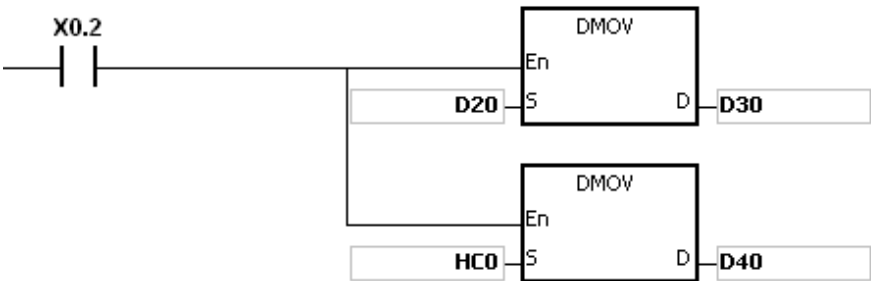 X0.2
DMOV
En
D20 S D D30
DMOV
En
HC0 S D D40